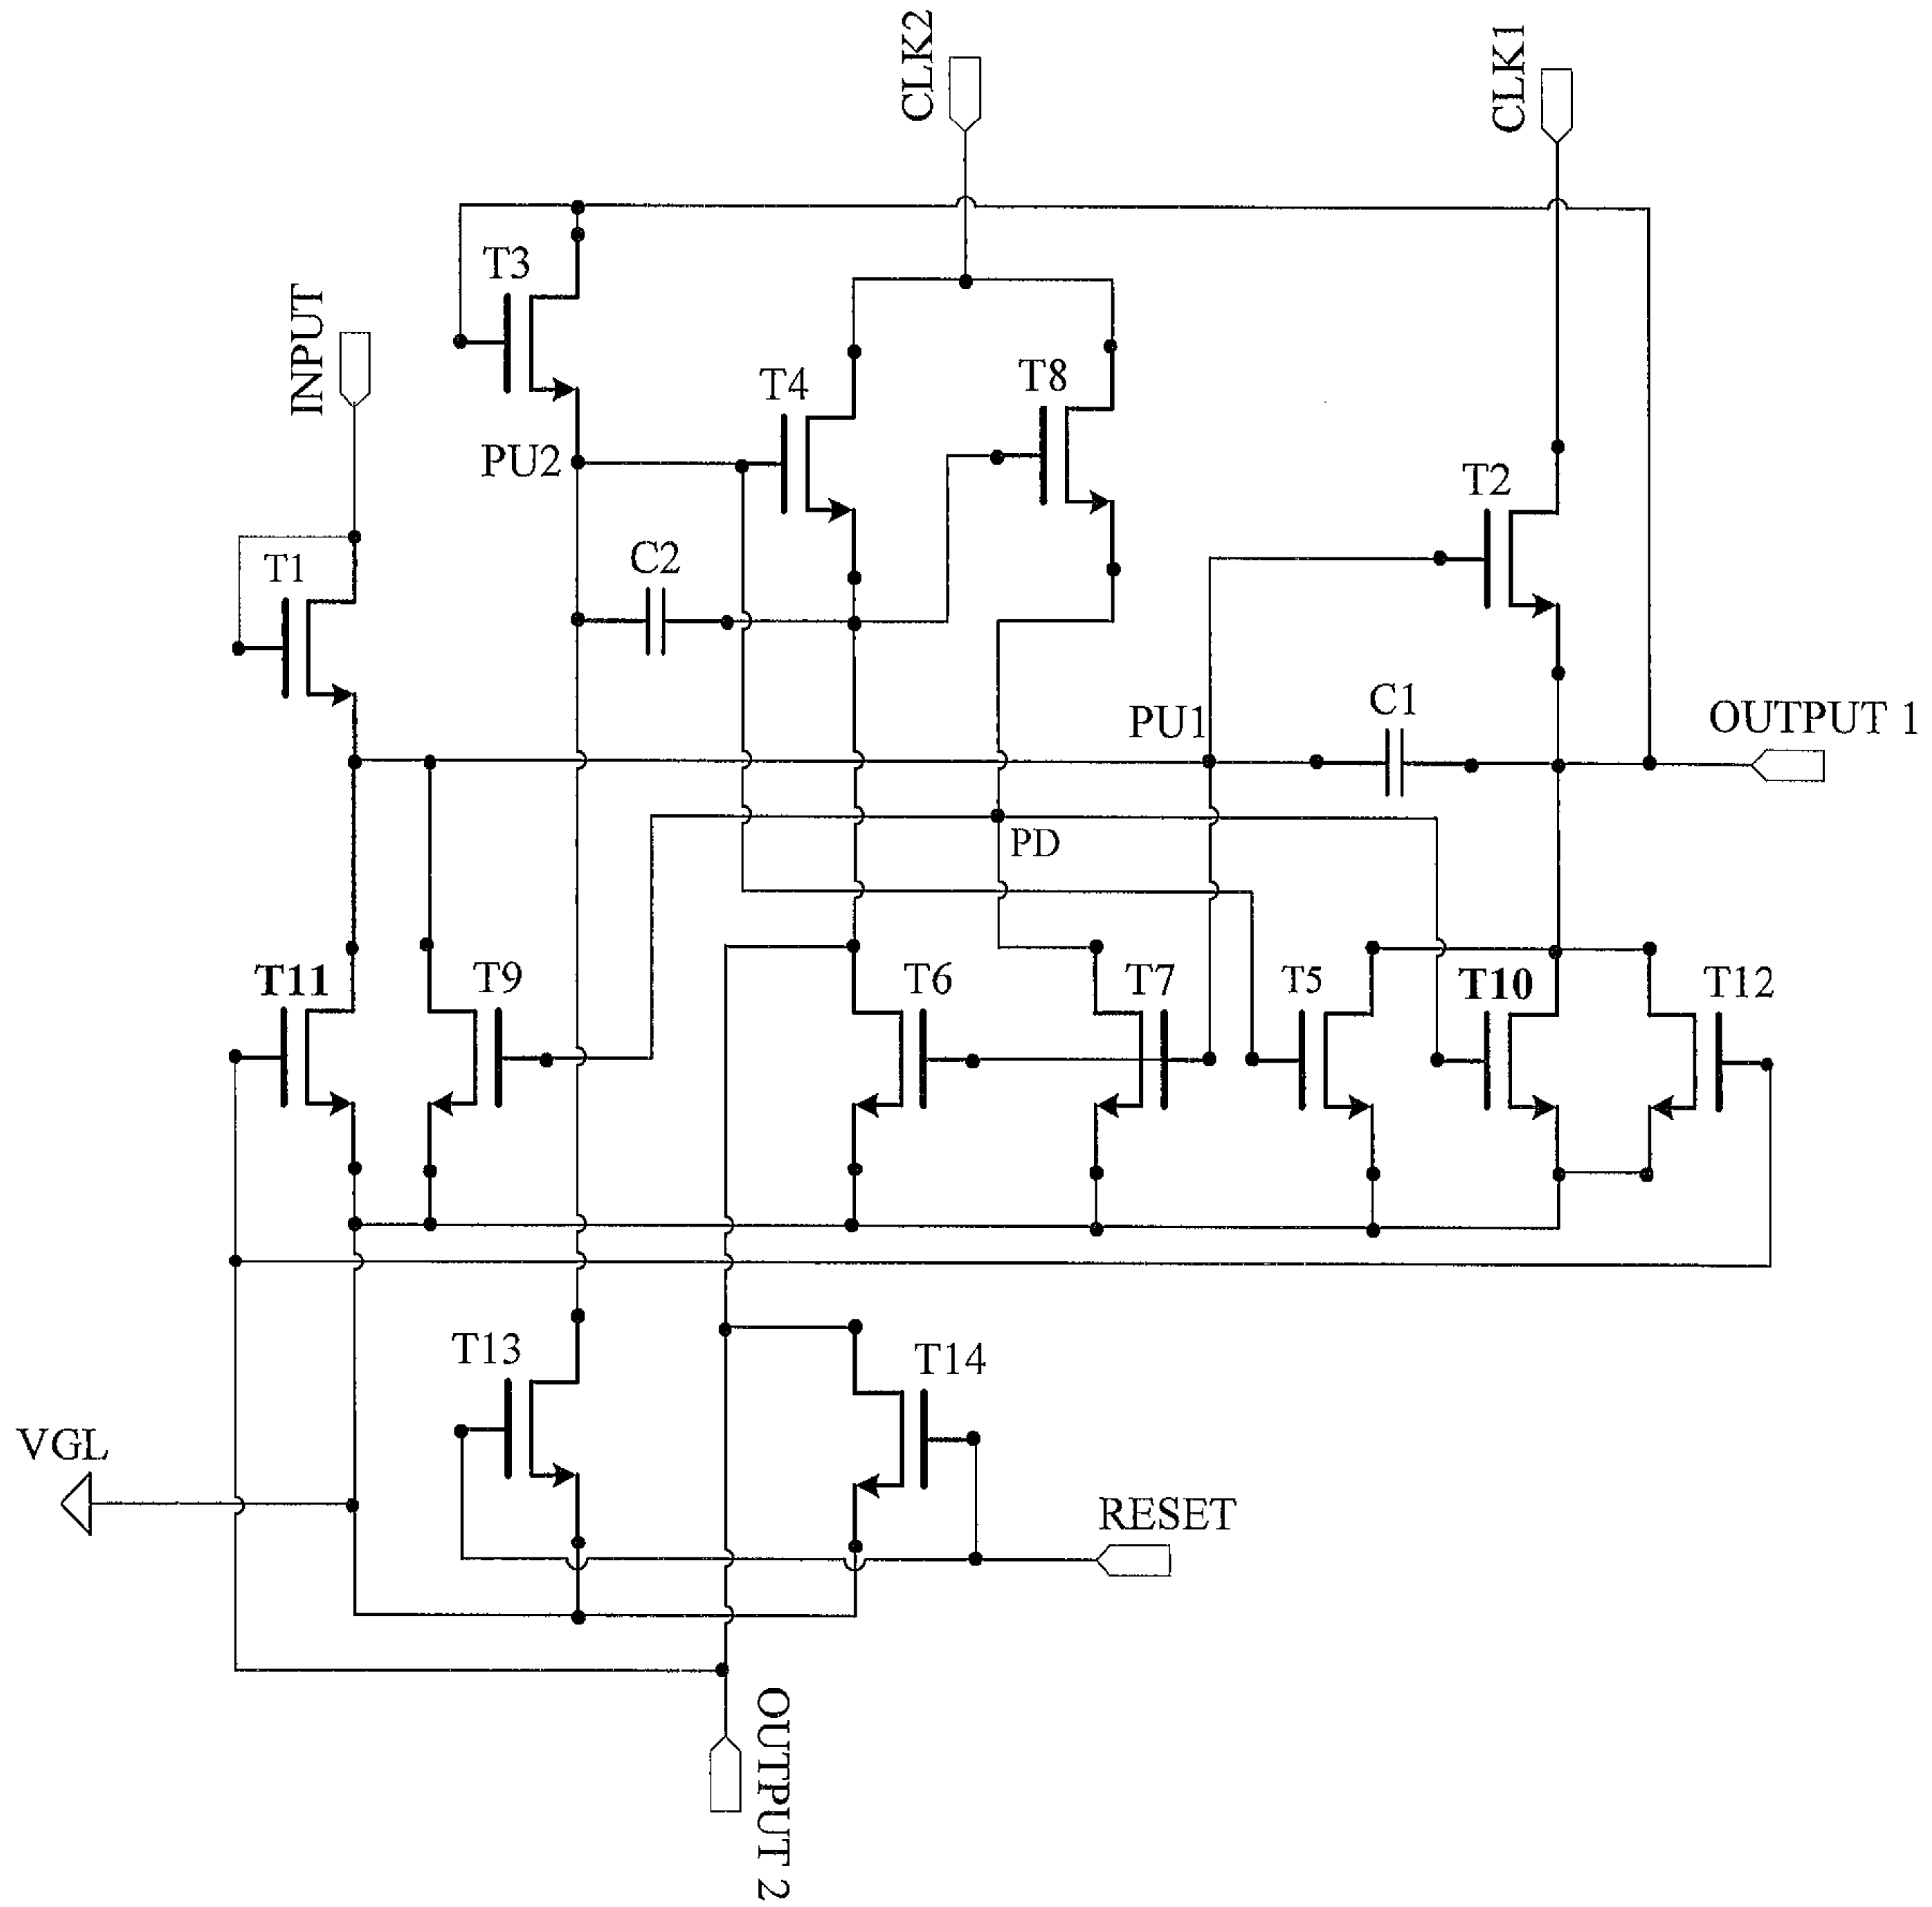 CLK2
CLK1
T3
INPUT
T4
T8
PU2
T2
T1
C2
PU1
C1
OUTPUT 1
PD
T11
T9
T6
T7
T5
T10
T12
T13
T14
VGL
RESET
OUTPUT 2